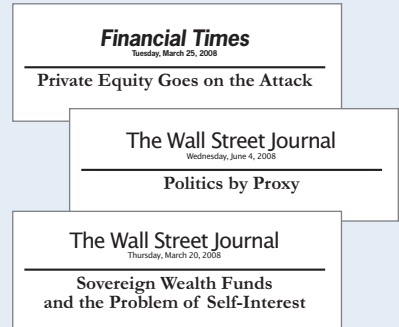 Financial Times
Tuesday, March 25, 2008
Private Equity Goes on the Attack
The Wall Street Journal
Wednesday, June 4, 2008
Politics by Proxy
The Wall Street Journal
Thursday, March 20, 2008
Sovereign Wealth Funds
and the Problem of Self-Interest